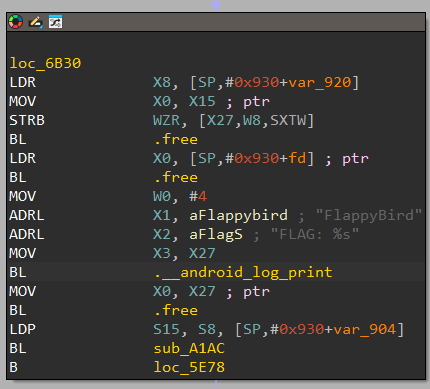 loc_6B30
LDR X8, [SP,#0x930+var_920]
MOV X0, X15 ; ptr
STRB WZR, [X27,W8,SXTW]
BL .free
LDR X0, [SP,#0x930+fd] ; ptr
BL .free
MOV W0, #4
ADRL X1, aFlappybird ; "FlappyBird"
ADRL X2, aFlagS ; "FLAG: %s"
MOV X3, X27
BL .__android_log_print
MOV X0, X27 ; ptr
BL .free
LDP S15, S8, [SP,#0x930+var_904]
BL sub_A1AC
B loc_5E78